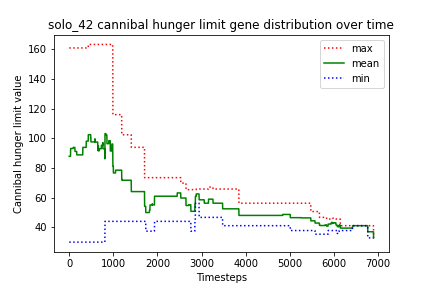 solo_42 cannibal hunger limit gene distribution over time
Cannibal hunger limit value
160
140
120
100
80
60
40
max
mean
min
0 1000 2000 3000 4000 5000 6000 7000
Timesteps